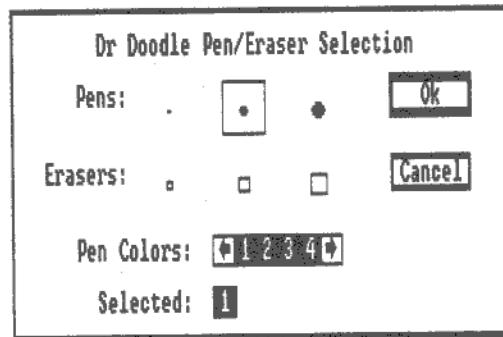 Dr Doodle Pen/Eraser Selection
Pens: Ok
Erasers: Cancel
Pen Colors: 1 2 3 4
Selected: 1